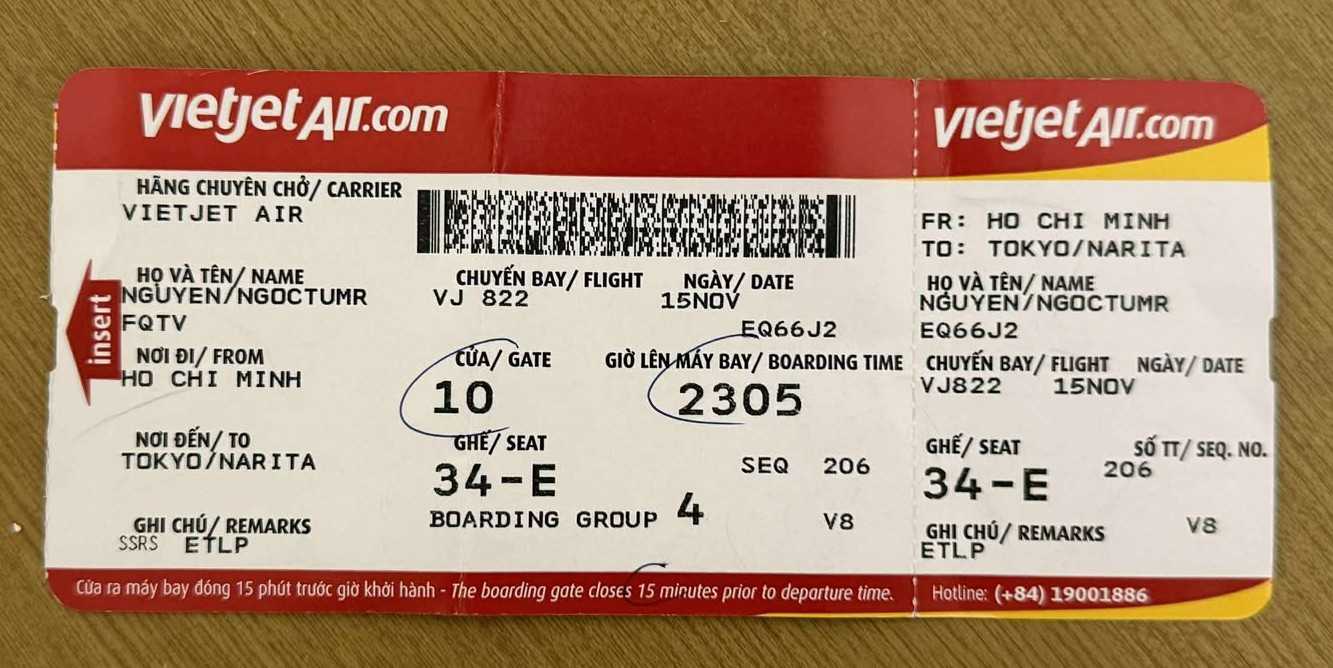 vietjetAir.com
HÃNG CHUYÊN CHỞ/ CARRIER
VIETJET AIR
HỌ VÀ TÊN/ NAME
NGUYEN/NGOCTUMR
FQTV
CHUYẾN BAY/ FLIGHT
VJ 822
NGÀY/ DATE
15NOV
EQ66J2
insert
NƠI ĐI/ FROM
HO CHI MINH
CỬA/ GATE
10
GIỜ LÊN MÁY BAY/ BOARDING TIME
2305
NƠI ĐẾN/ TO
TOKYO/NARITA
GHẾ/ SEAT
34-E
SEQ 206
BOARDING GROUP 4
V8
GHI CHÚ/ REMARKS
SSRS ETLP
Cửa ra máy bay đóng 15 phút trước giờ khởi hành - The boarding gate closes 15 minutes prior to departure time.
vietjetAir.com
FR: HO CHI MINH
TO: TOKYO/NARITA
HỌ VÀ TÊN/ NAME
NGUYEN/NGOCTUMR
EQ66J2
CHUYẾN BAY/ FLIGHT NGÀY/ DATE
VJ822 15NOV
GHẾ/ SEAT
34-E
SỐ TT/ SEQ. NO.
206
GHI CHÚ/ REMARKS
ETLP
V8
Hotline: (+84) 19001886